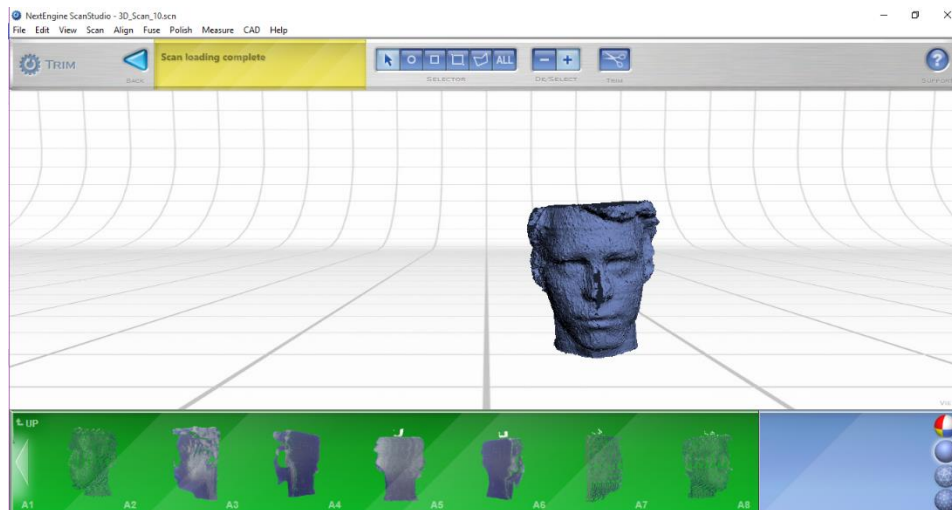 NextEngine ScanStudio - 3D_Scan_10.scn
File Edit View Scan Align Fuse Polish Measure CAD Help
TRIM
BACK
Scan loading complete
ALL
SELECTOR
DE/SELECT
TRIM
SUPPORT
UP
A1 A2 A3 A4 A5 A6 A7 A8